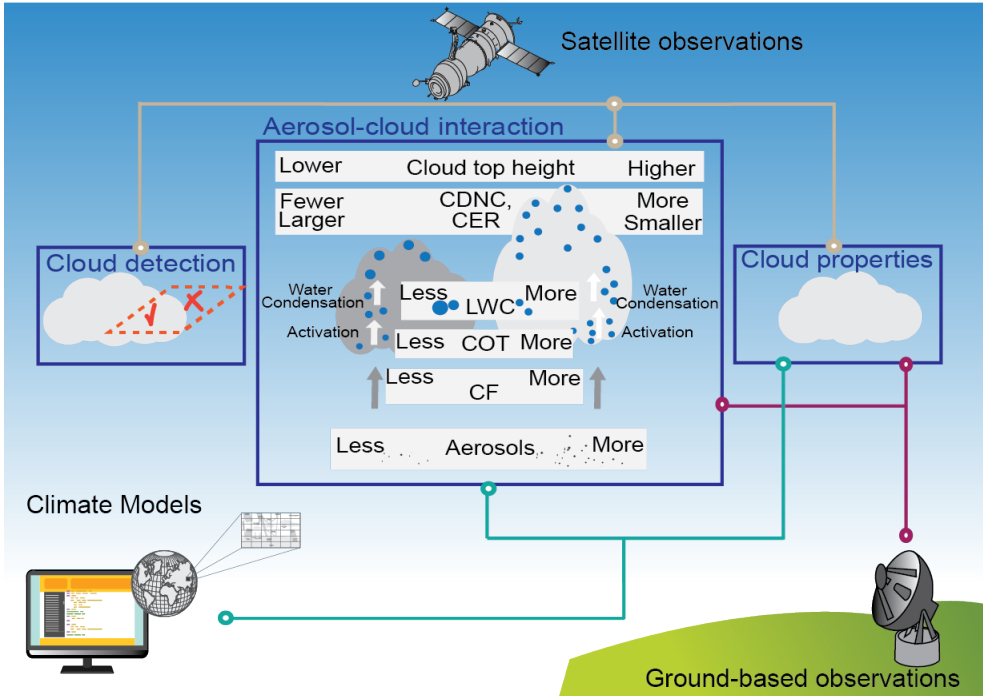 Satellite observations
Aerosol-cloud interaction
Lower Cloud top height Higher
Fewer CDNC, More
Larger CER Smaller
Cloud detection
Cloud properties
Water
Condensation
Activation
Less More
LWC
Water
Condensation
Activation
Less COT More
Less More
CF
Less Aerosols More
Climate Models
Ground-based observations